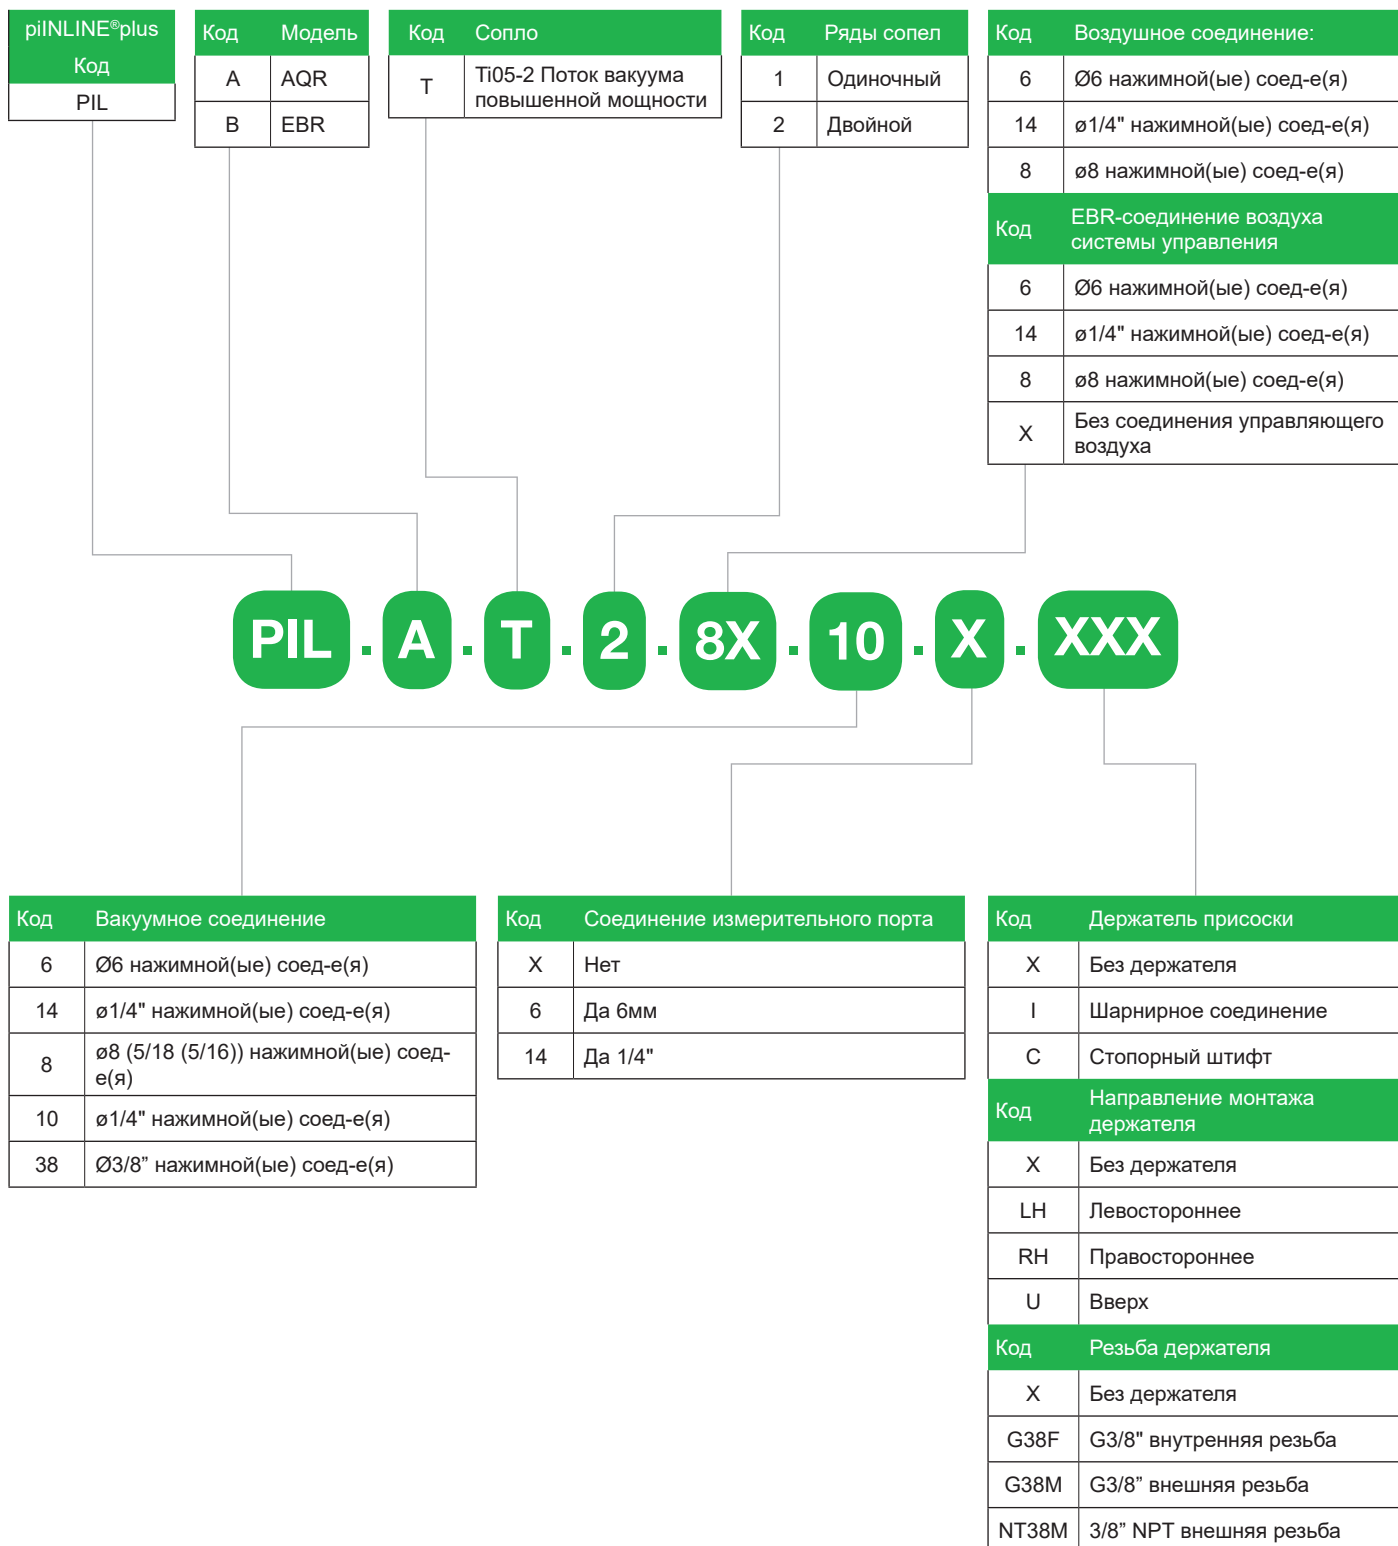 piINLINE®plus
Код
PIL
Код Модель
A AQR
B EBR
Код Сопло
T Ti05-2 Поток вакуума
повышенной мощности
Код Ряды сопел
1 Одиночный
2 Двойной
Код Воздушное соединение:
6 Ø6 нажимной(ые) соед-е(я)
14 ø1/4" нажимной(ые) соед-е(я)
8 ø8 нажимной(ые) соед-е(я)
Код EBR-соединение воздуха
системы управления
6 Ø6 нажимной(ые) соед-е(я)
14 ø1/4" нажимной(ые) соед-е(я)
8 ø8 нажимной(ые) соед-е(я)
X Без соединения управляющего
воздуха
PIL . A . T . 2 . 8X . 10 . X . XXX
Код Вакуумное соединение
6 Ø6 нажимной(ые) соед-е(я)
14 ø1/4" нажимной(ые) соед-е(я)
8 ø8 (5/18 (5/16)) нажимной(ые) соед-
е(я)
10 ø1/4" нажимной(ые) соед-е(я)
38 Ø3/8” нажимной(ые) соед-е(я)
Код Соединение измерительного порта
X Нет
6 Да 6мм
14 Да 1/4"
Код Держатель присоски
X Без держателя
I Шарнирное соединение
C Стопорный штифт
Код Направление монтажа
держателя
X Без держателя
LH Левостороннее
RH Правостороннее
U Вверх
Код Резьба держателя
X Без держателя
G38F G3/8" внутренняя резьба
G38M G3/8” внешняя резьба
NT38M 3/8” NPT внешняя резьба